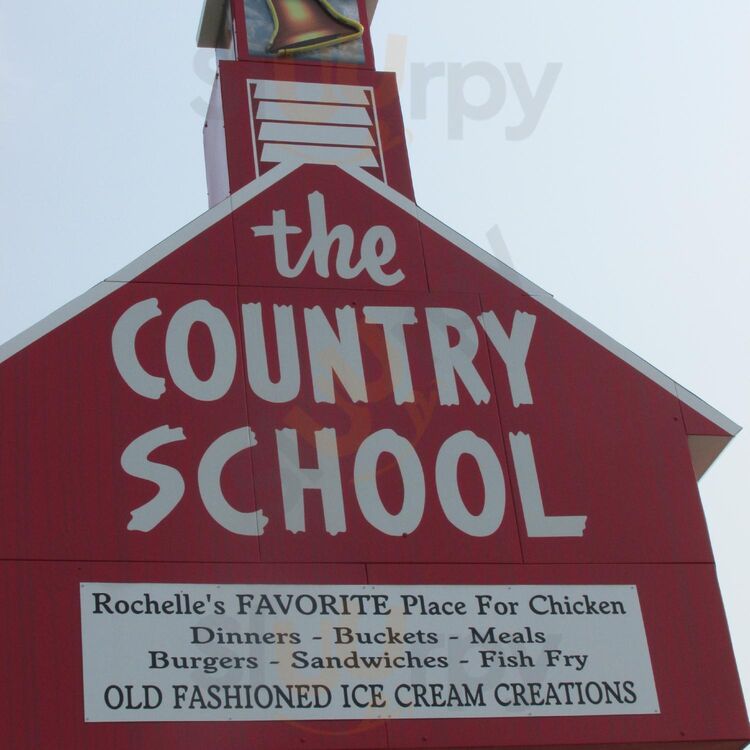 the
COUNTRY
SCHOOL
Rochelle's FAVORITE Place For Chicken
Dinners - Buckets - Meals
Burgers - Sandwiches - Fish Fry
OLD FASHIONED ICE CREAM CREATIONS